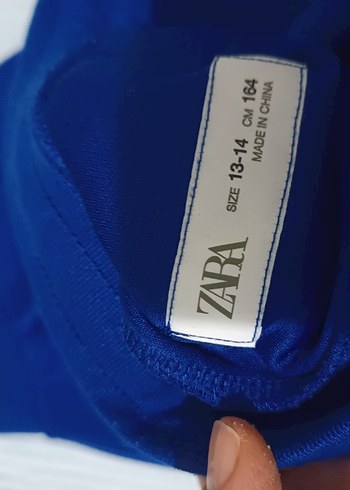 ZARA
SIZE 13-14 CM 164
MADE IN CHINA